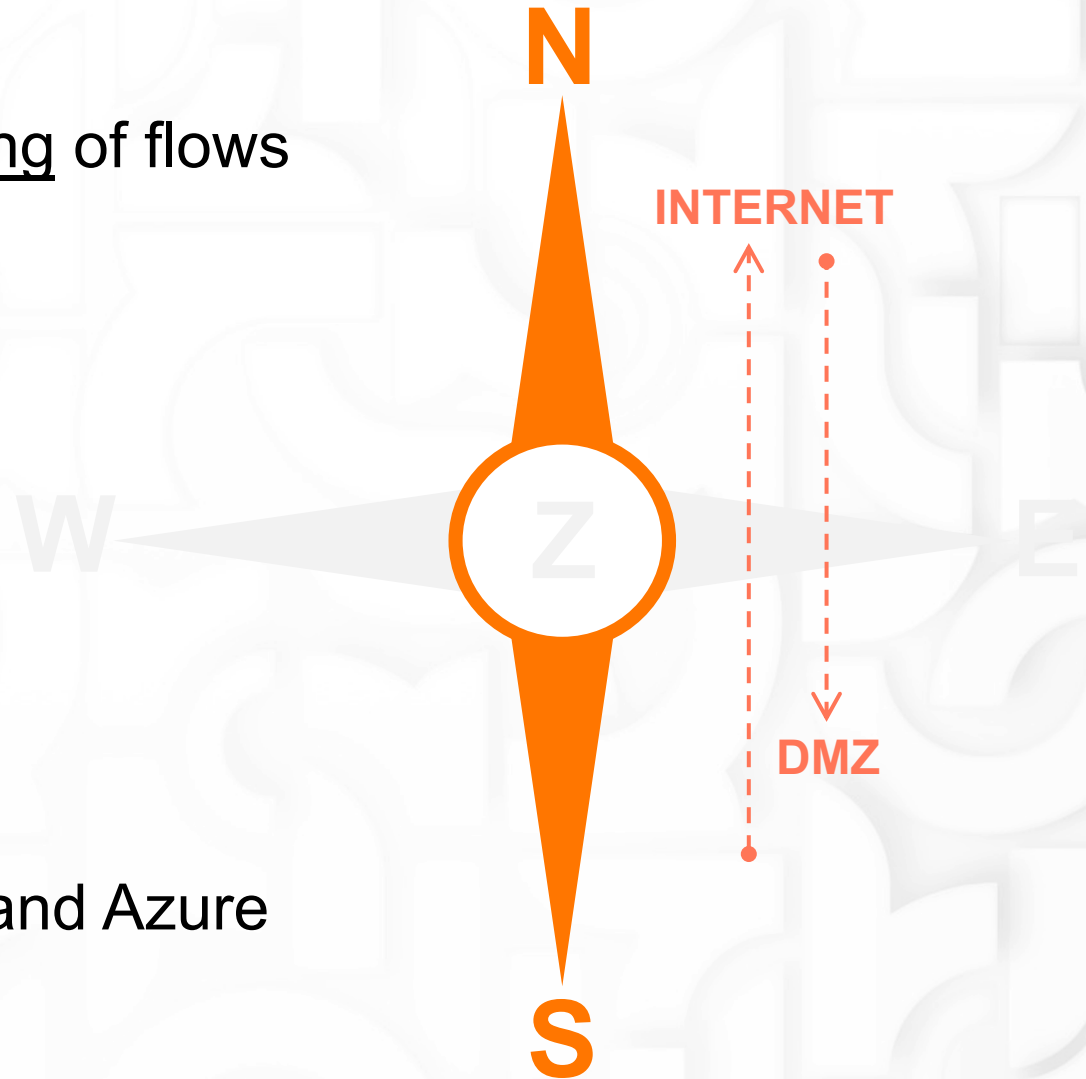 N
ng of flows
INTERNET
W Z E
DMZ
and Azure
S